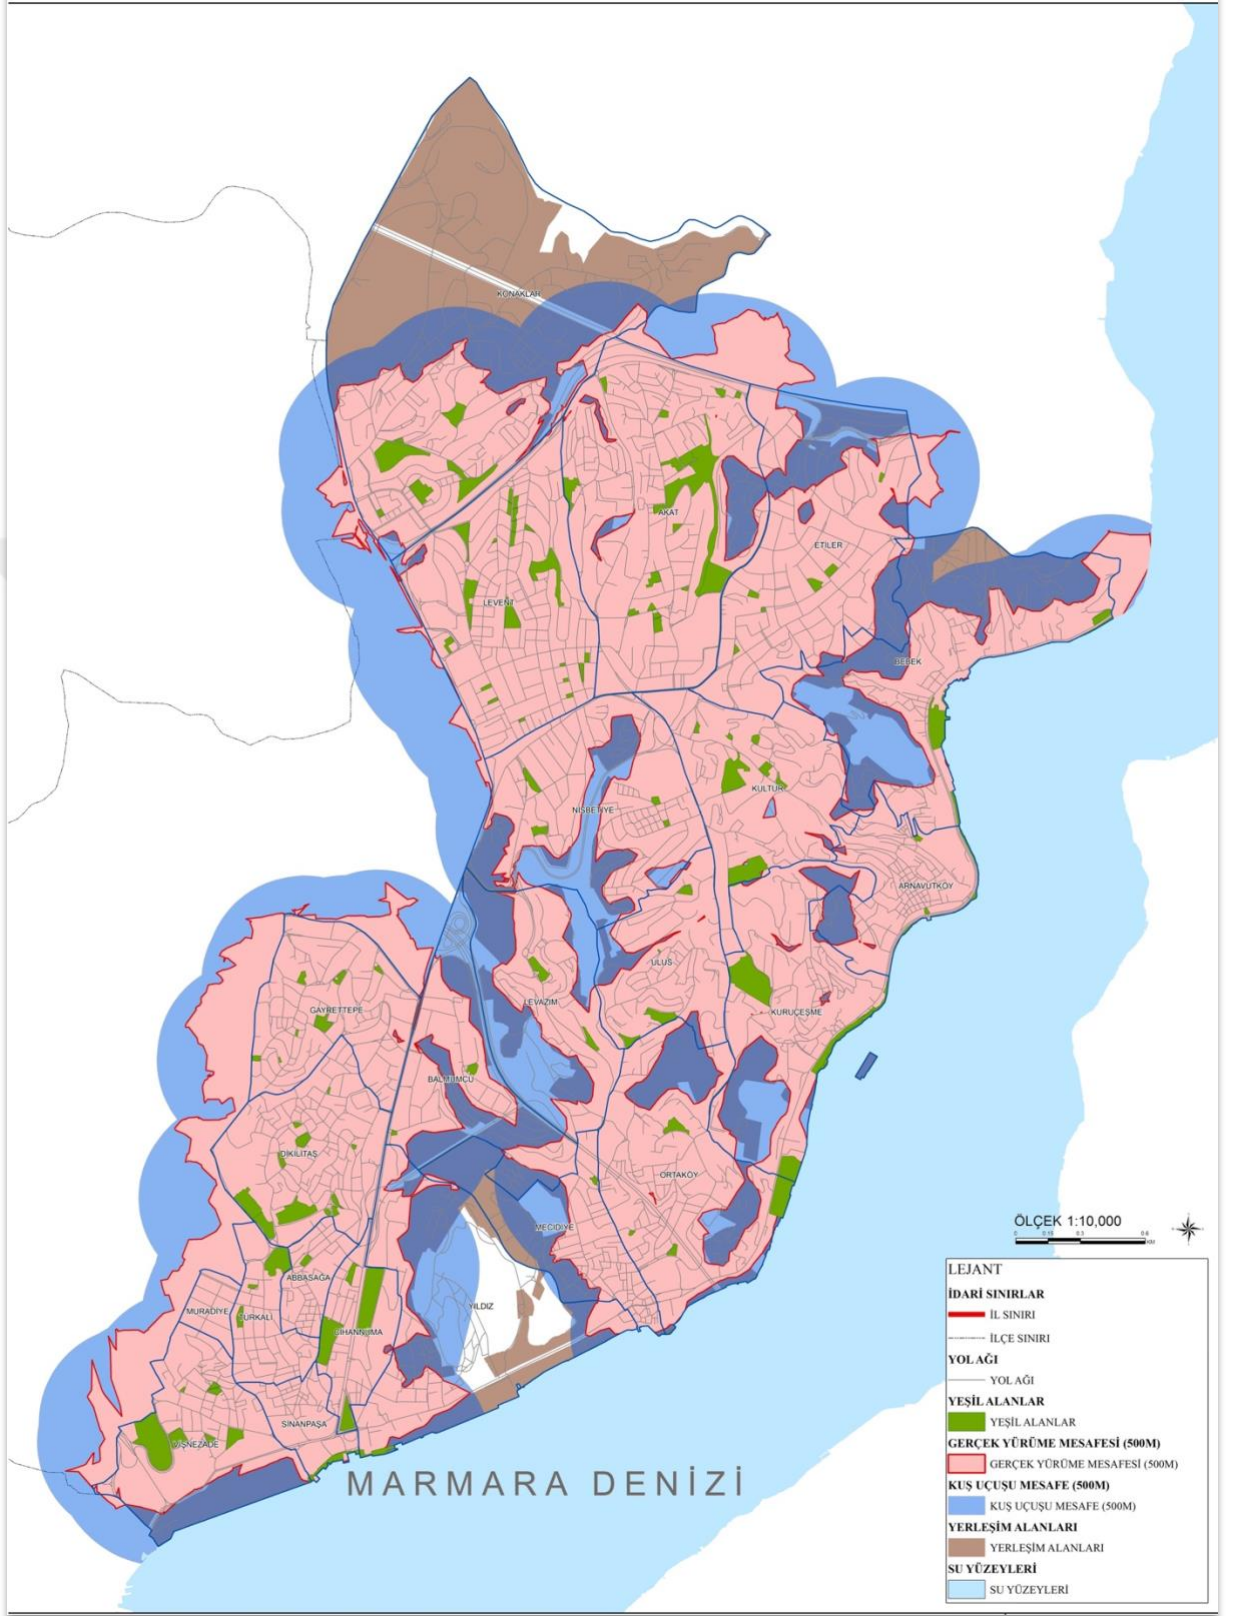 KONAKLAR
AKAT
ETİLER
LEVENT
BEBEK
KÜLTÜR
NİSBETİYE
ARNAVUTKÖY
ULUS
LEVAZIM
GAYRETTEPE
KURUÇEŞME
BALMUMCU
DİKİLİTAŞ
ORTAKÖY
MECİDİYE
ABBASAĞA
YILDIZ
MURADİYE
TÜRKALİ
CİHANNÜMA
SİNANPAŞA
VİŞNEZADE
MARMARA DENİZİ
ÖLÇEK 1:10,000
LEJANT
İDARİ SINIRLAR
İL SINIRI
İLÇE SINIRI
YOL AĞI
YOL AĞI
YEŞİL ALANLAR
YEŞİL ALANLAR
GERÇEK YÜRÜME MESAFESİ (500M)
GERÇEK YÜRÜME MESAFESİ (500M)
KUŞ UÇUŞU MESAFE (500M)
KUŞ UÇUŞU MESAFE (500M)
YERLEŞİM ALANLARI
YERLEŞİM ALANLARI
SU YÜZEYLERİ
SU YÜZEYLERİ